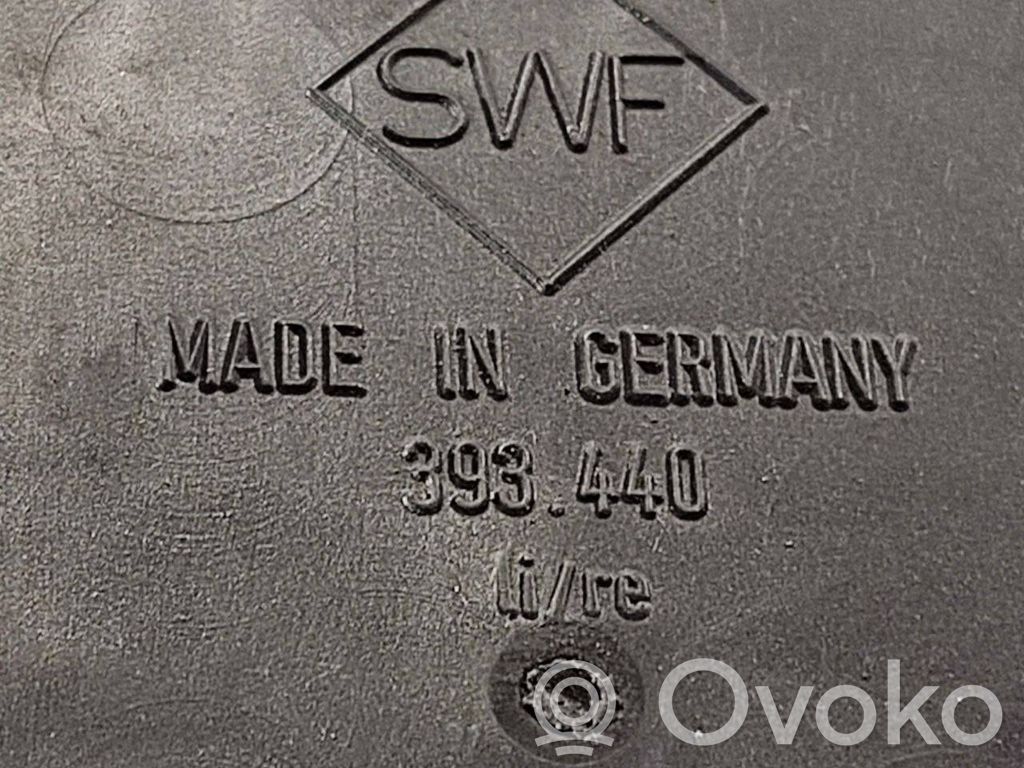 SWF
MADE IN GERMANY
393.440
li/re
Ovoko